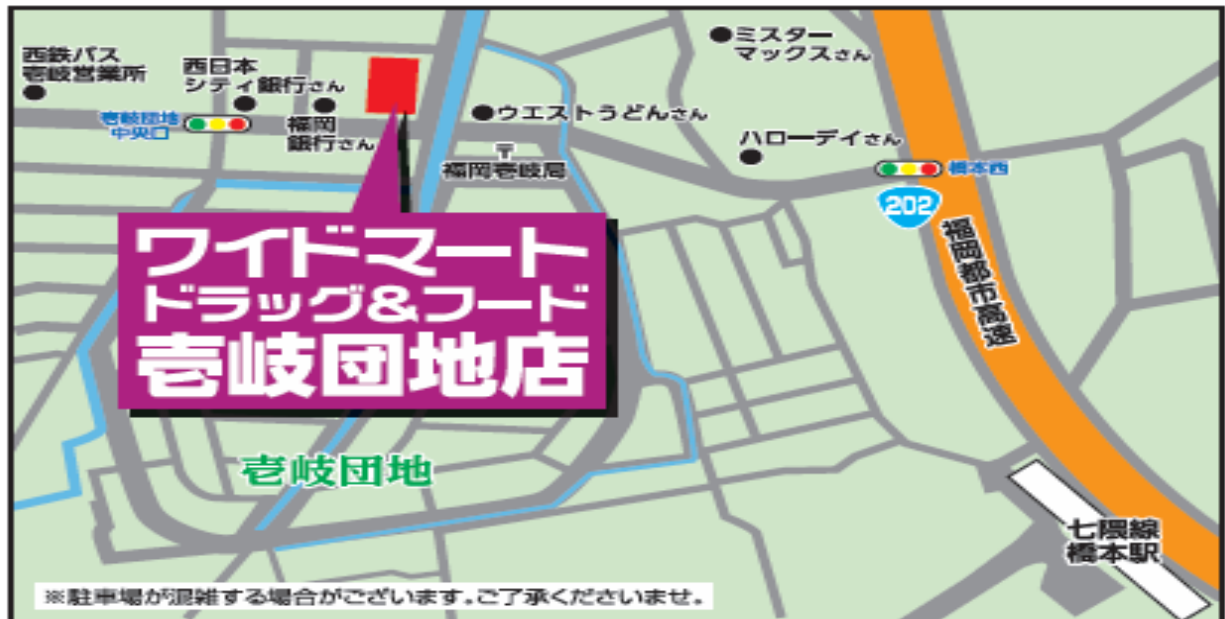 西鉄バス
壱岐営業所
西日本
シティ銀行さん
壱岐団地
中央口
福岡
銀行さん
ウエストうどんさん
〒
福岡壱岐局
ミスター
マックスさん
ハローデイさん
橋本西
202
福岡都市高速
ワイドマート
ドラッグ&フード
壱岐団地店
壱岐団地
七隈線
橋本駅
※駐車場が混雑する場合がございます。ご了承くださいませ。